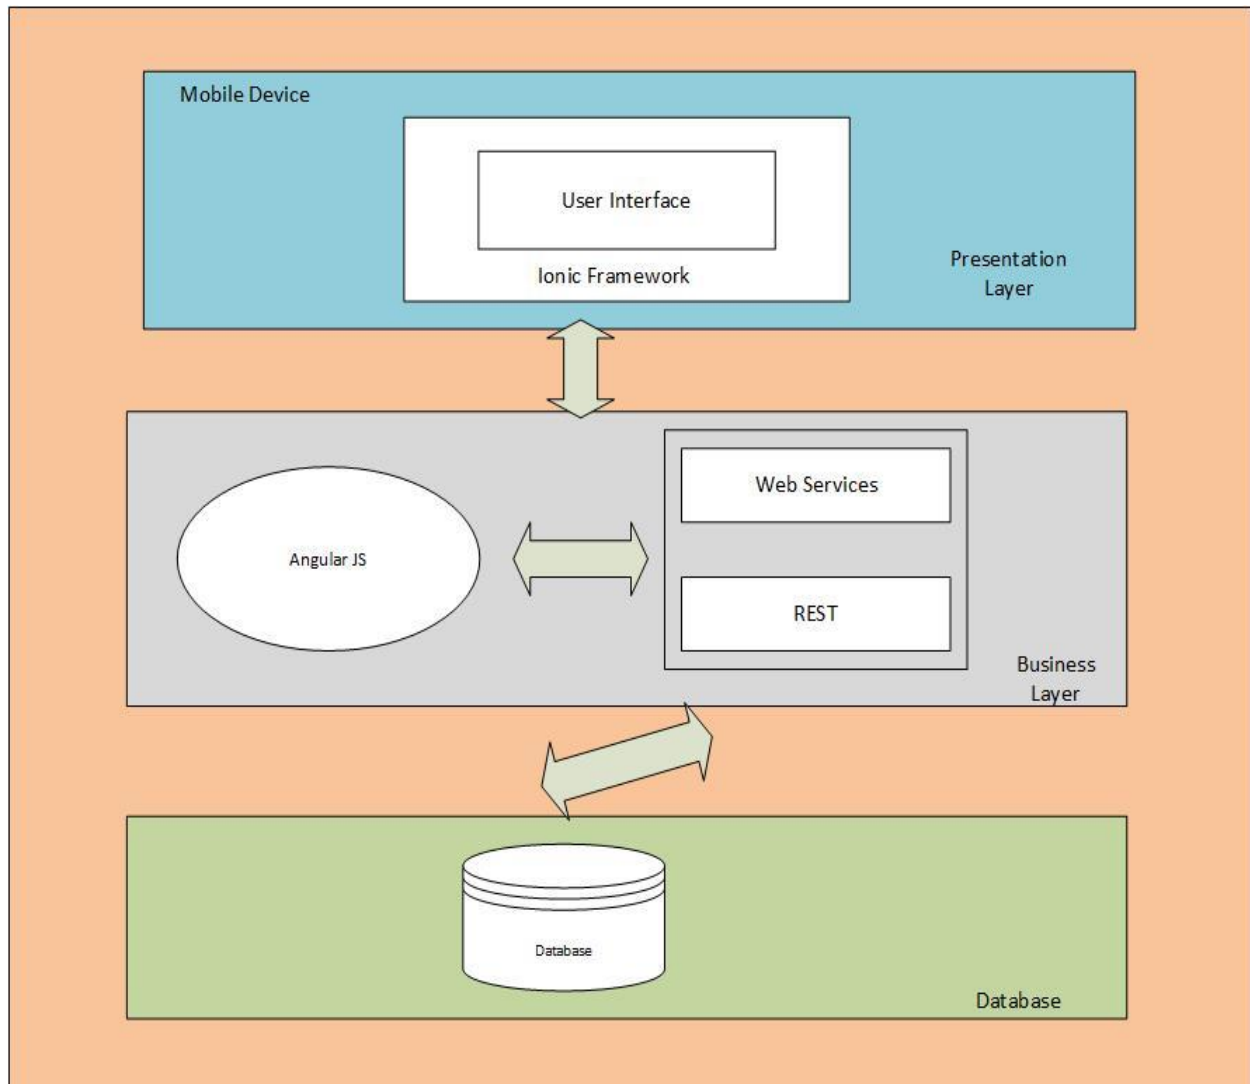 Mobile Device
User Interface
Ionic Framework
Presentation
Layer
Web Services
Angular JS
REST
Business
Layer
Database
Database